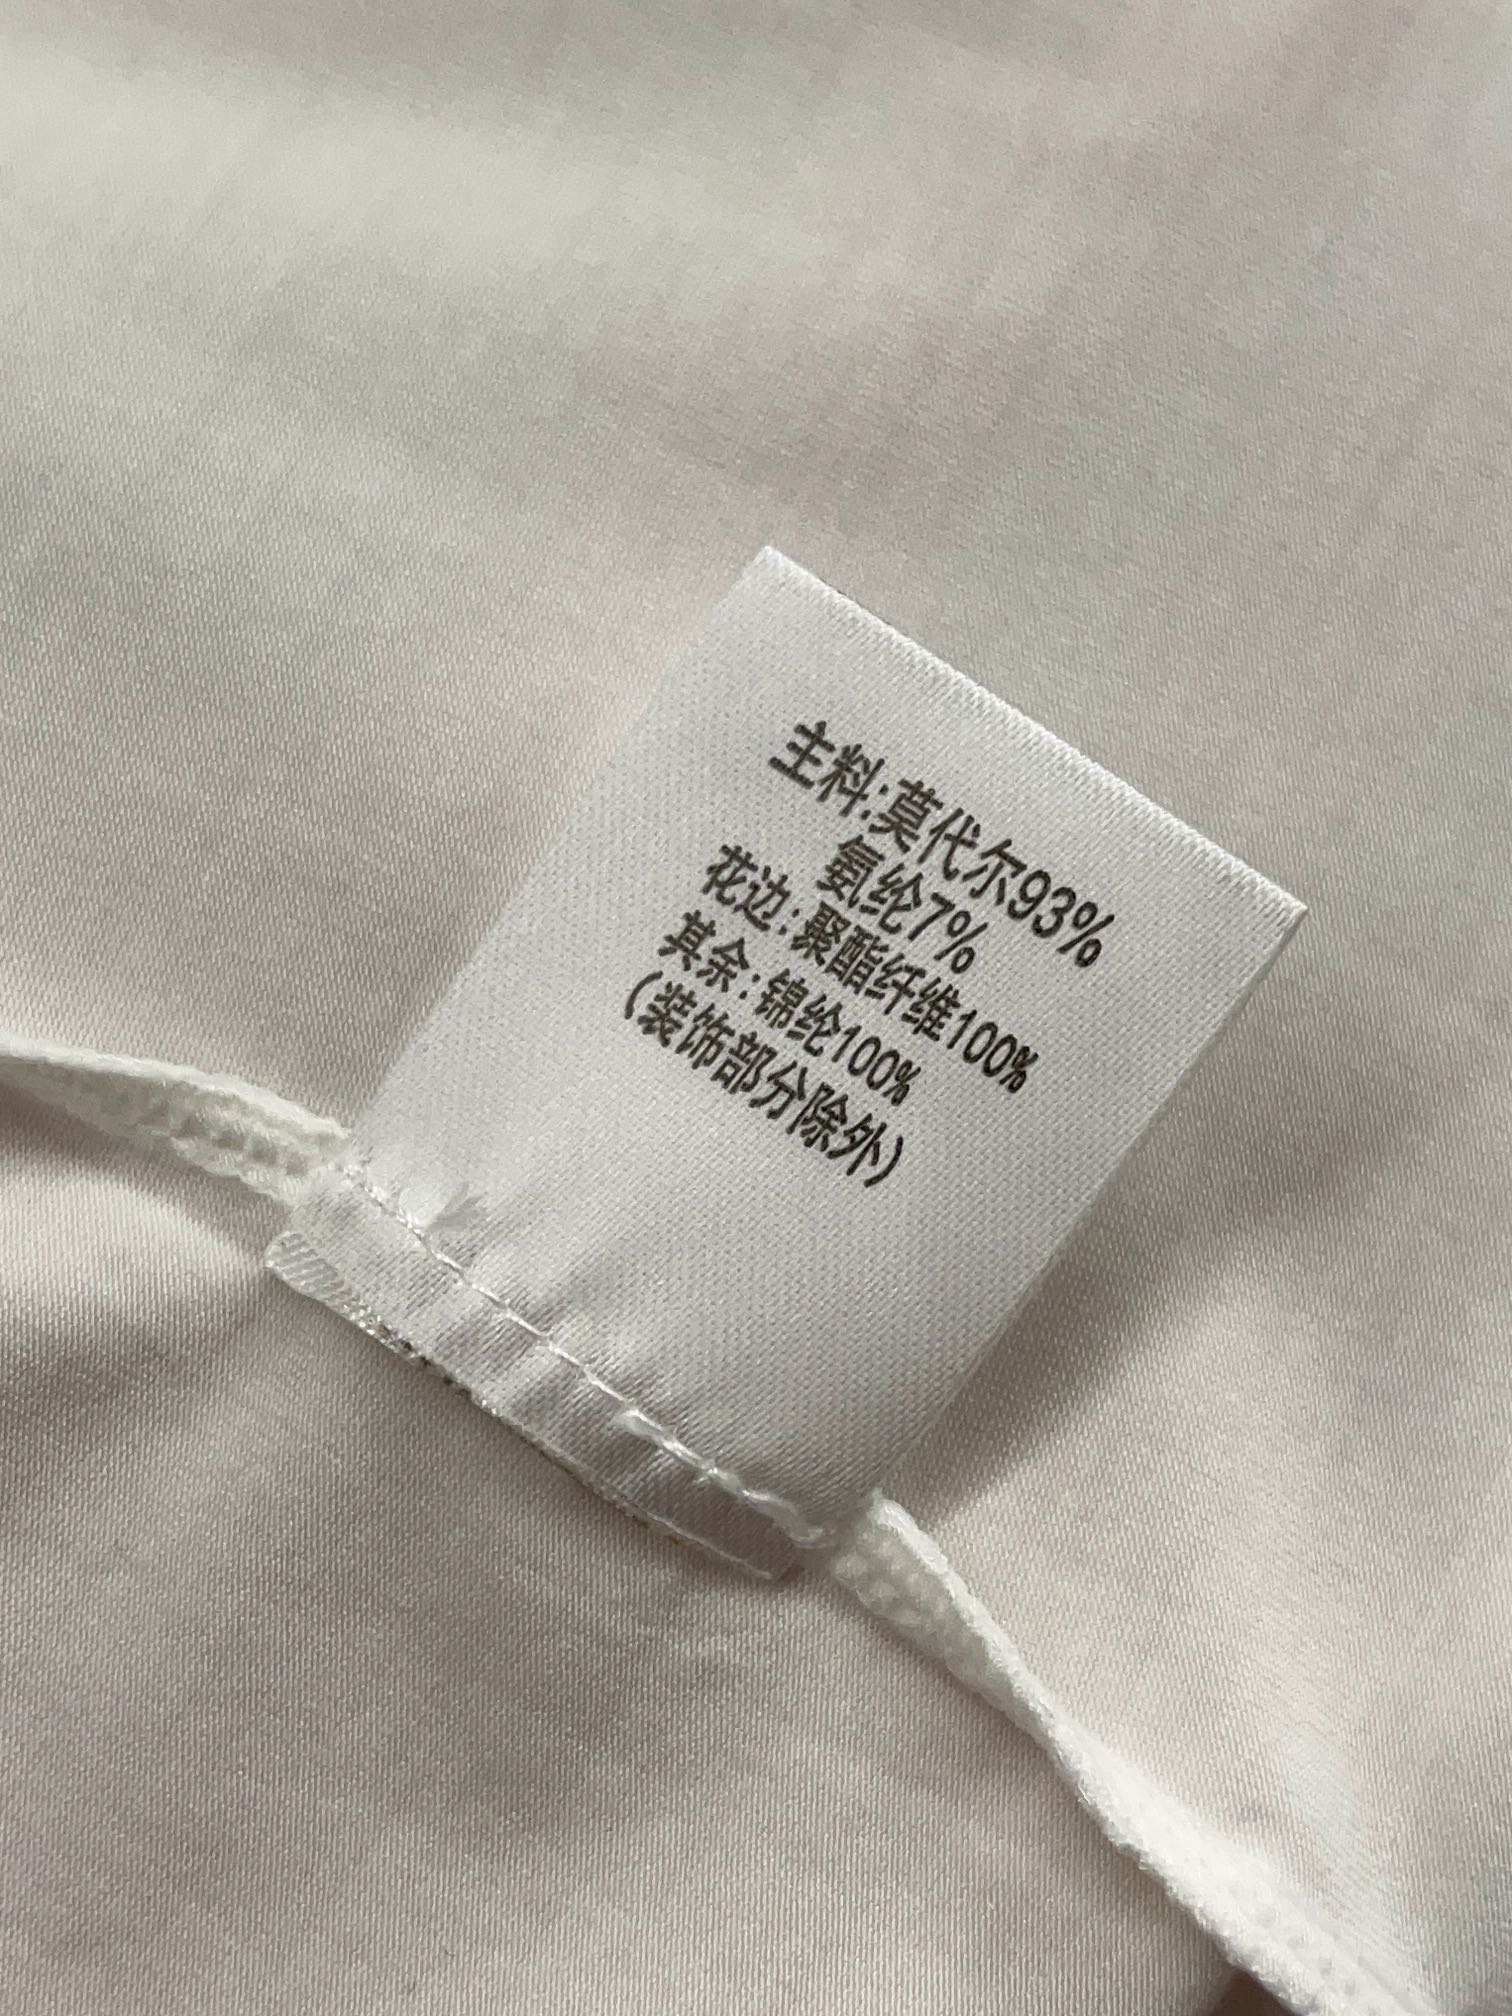 主料:莫代尔93%
氨纶7%
花边:聚酯纤维100%
其余:锦纶100%
(装饰部分除外)